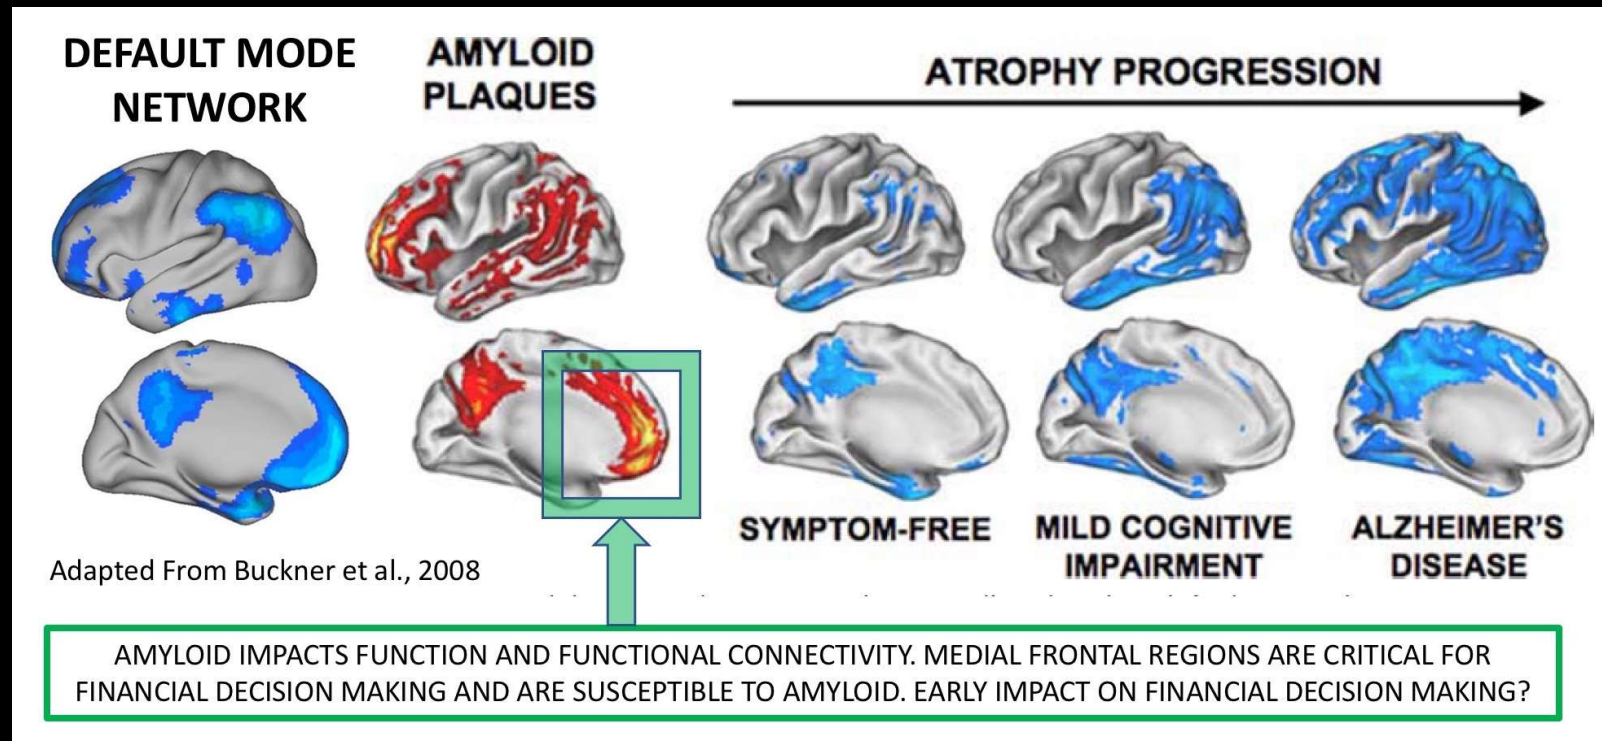 DEFAULT MODE
NETWORK
AMYLOID
PLAQUES
ATROPHY PROGRESSION
SYMPTOM-FREE
MILD COGNITIVE
IMPAIRMENT
ALZHEIMER'S
DISEASE
Adapted From Buckner et al., 2008
AMYLOID IMPACTS FUNCTION AND FUNCTIONAL CONNECTIVITY. MEDIAL FRONTAL REGIONS ARE CRITICAL FOR
FINANCIAL DECISION MAKING AND ARE SUSCEPTIBLE TO AMYLOID. EARLY IMPACT ON FINANCIAL DECISION MAKING?